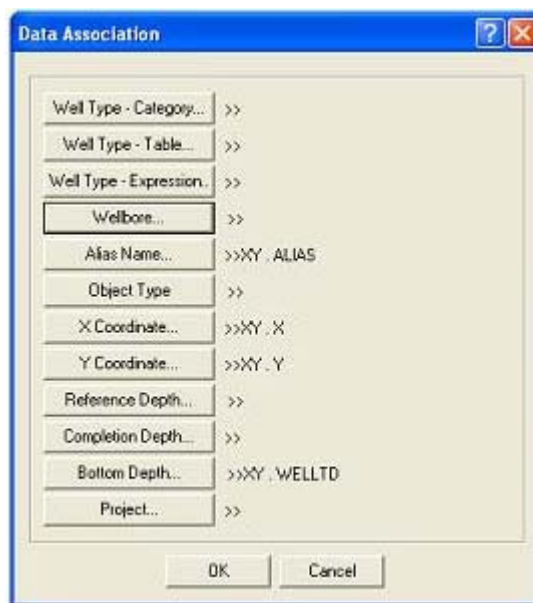 Data Association
Well Type - Category... >>
Well Type - Table... >>
Well Type - Expression.. >>
Wellbore... >>
Alias Name... >>XY . ALIAS
Object Type >>
X Coordinate... >>XY . X
Y Coordinate... >>XY . Y
Reference Depth... >>
Completion Depth... >>
Bottom Depth... >>XY . WELLTD
Project... >>
OK Cancel